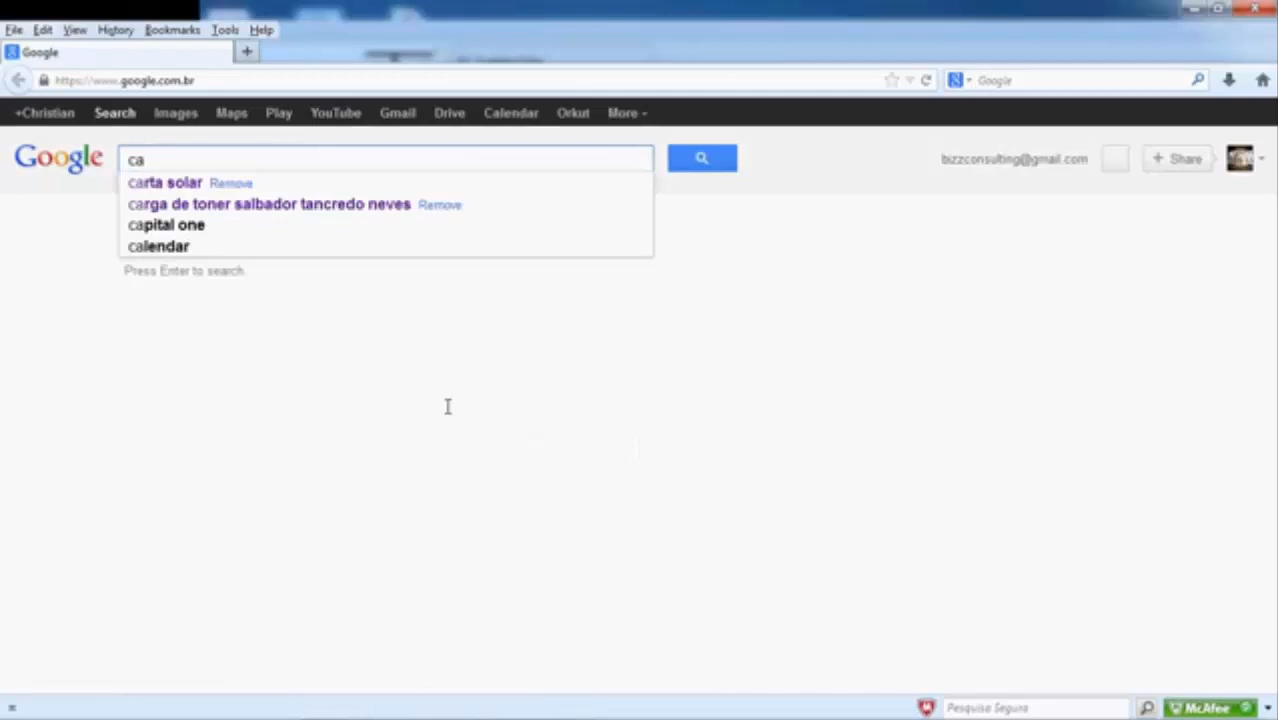 File Edit View History Bookmarks Tools Help
Google +
https://www.google.com.br Google
+Christian Search Images Maps Play YouTube Gmail Drive Calendar Orkut More
Google ca bizzconsulting@gmail.com + Share
carta solar Remove
carga de toner salbador tancredo neves Remove
capital one
calendar
Press Enter to search.
Pesquisa Segura McAfee